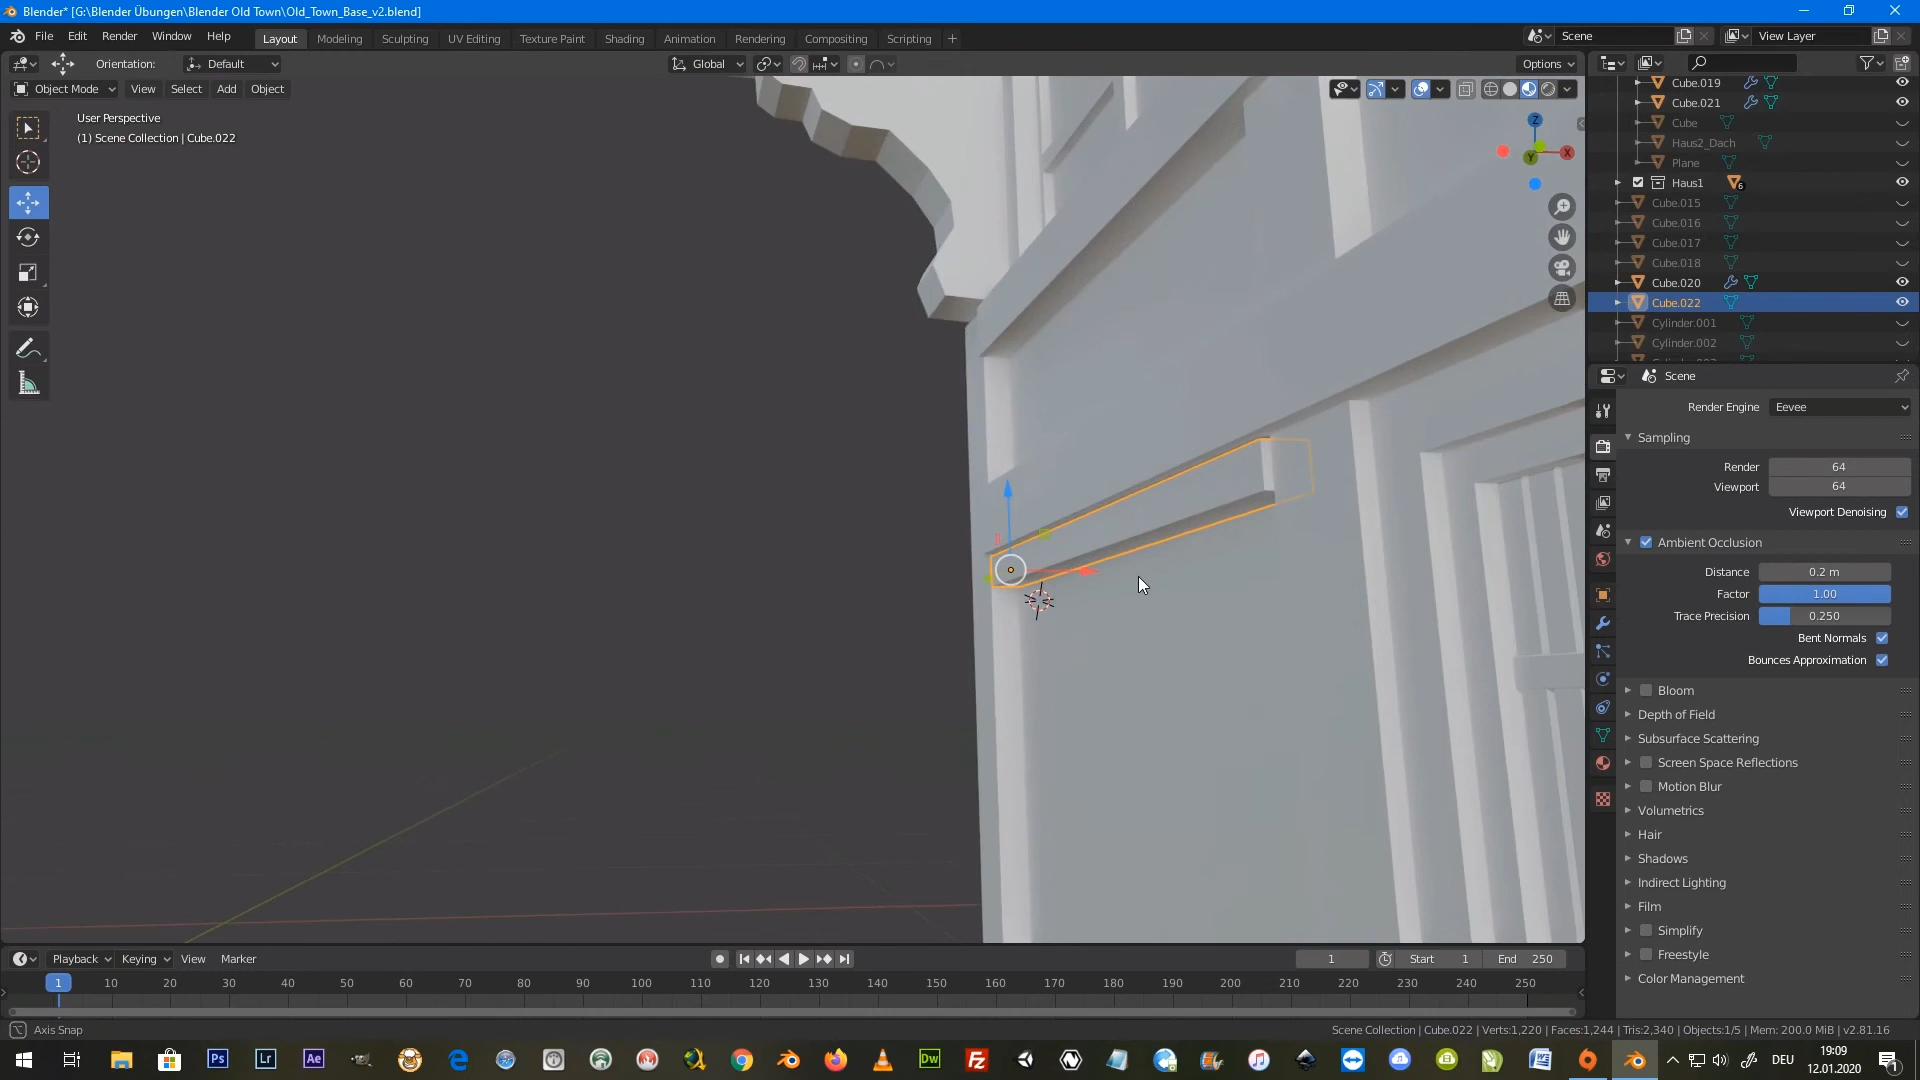 Blender* [G:\Blender Übungen\Blender Old Town\Old_Town_Base_v2.blend]
File Edit Render Window Help
Layout Modeling Sculpting UV Editing Texture Paint Shading Animation Rendering Compositing Scripting +
Scene
View Layer
Orientation: Default
Global
Options
Object Mode View Select Add Object
User Perspective
(1) Scene Collection | Cube.022
Z
X
Y
Cube.019
Cube.021
Cube
Haus2_Dach
Plane
Haus1
6
Cube.015
Cube.016
Cube.017
Cube.018
Cube.020
Cube.022
Cylinder.001
Cylinder.002
Scene
Render Engine Eevee
Sampling
Render 64
Viewport 64
Viewport Denoising
Ambient Occlusion
Distance 0.2 m
Factor 1.00
Trace Precision 0.250
Bent Normals
Bounces Approximation
Bloom
Depth of Field
Subsurface Scattering
Screen Space Reflections
Motion Blur
Volumetrics
Hair
Shadows
Indirect Lighting
Film
Simplify
Freestyle
Color Management
Playback Keying View Marker
1 Start 1 End 250
1 10 20 30 40 50 60 70 80 90 100 110 120 130 140 150 160 170 180 190 200 210 220 230 240 250
Axis Snap
Scene Collection | Cube.022 | Verts:1,220 | Faces:1,244 | Tris:2,340 | Objects:1/5 | Mem: 200.0 MiB | v2.81.16
Ps Lr Ae Dw Fz
DEU
19:09
12.01.2020
1